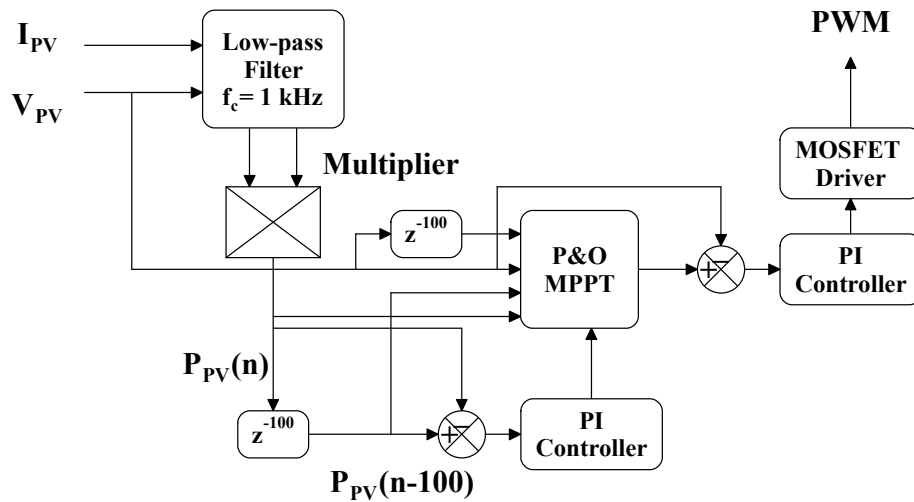 I_PV
V_PV
Low-pass
Filter
f_c= 1 kHz
Multiplier
z^-100
P&O
MPPT
+
−
PI
Controller
MOSFET
Driver
PWM
P_PV(n)
z^-100
+
−
P_PV(n-100)
PI
Controller